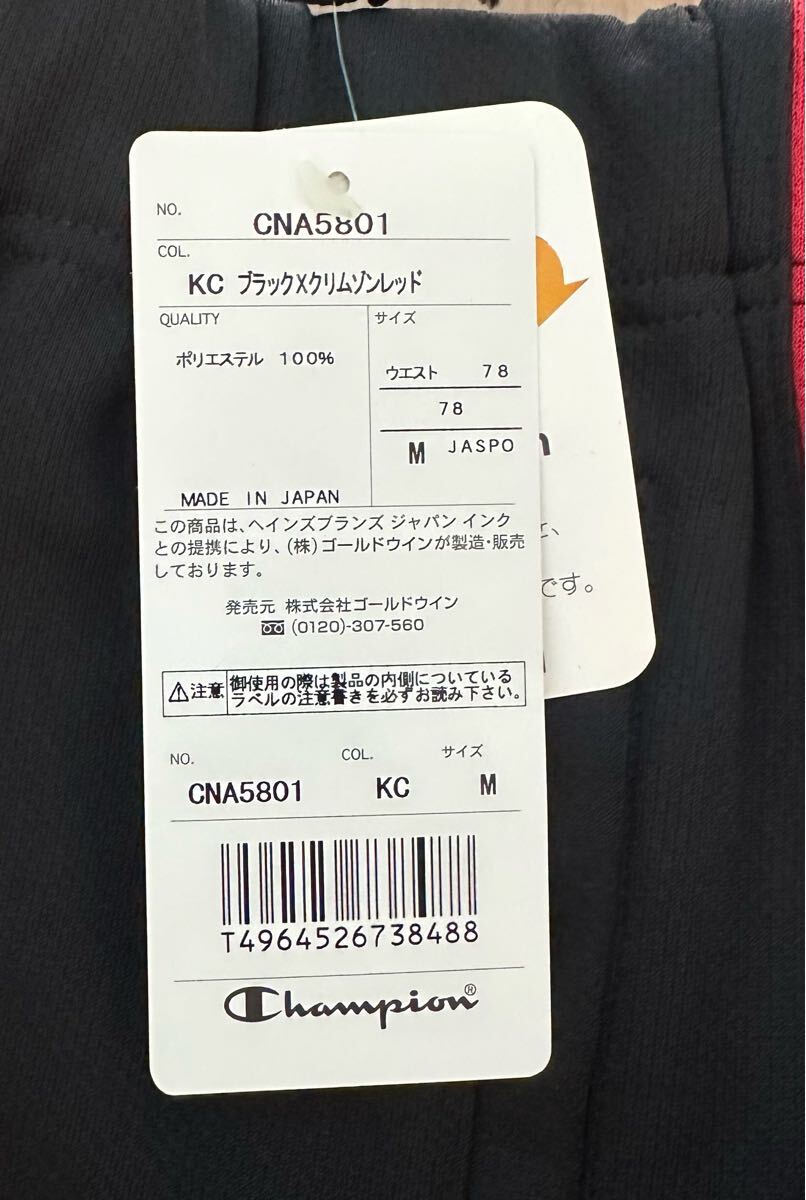 NO.
CNA5801
COL.
KC ブラックXクリムゾンレッド
QUALITY
サイズ
ポリエステル 100%
ウエスト 78
78
M JASPO
MADE IN JAPAN
この商品は、ヘインズブランズ ジャパン インク
との提携により、(株)ゴールドウインが製造・販売
しております。
発売元 株式会社ゴールドウイン
(0120)-307-560
注意 御使用の際は製品の内側についている
ラベルの注意書きを必ずお読み下さい。
NO. COL. サイズ
CNA5801 KC M
T4964526738488
Champion®
です。